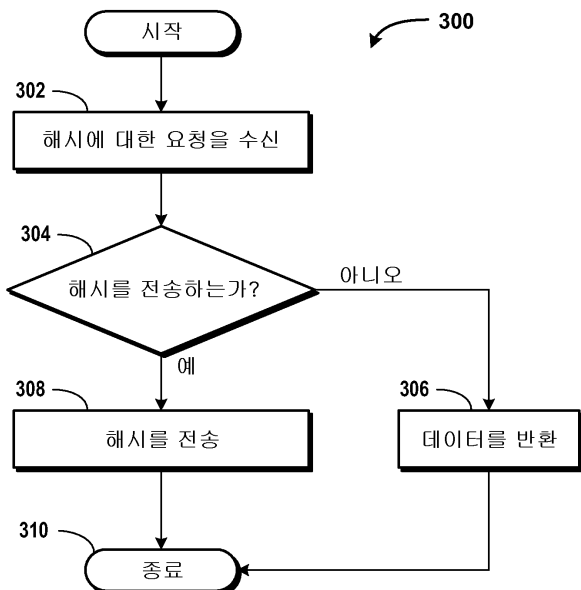 시작
300
302
해시에 대한 요청을 수신
304
해시를 전송하는가?
아니오
예
308
해시를 전송
306
데이터를 반환
310
종료